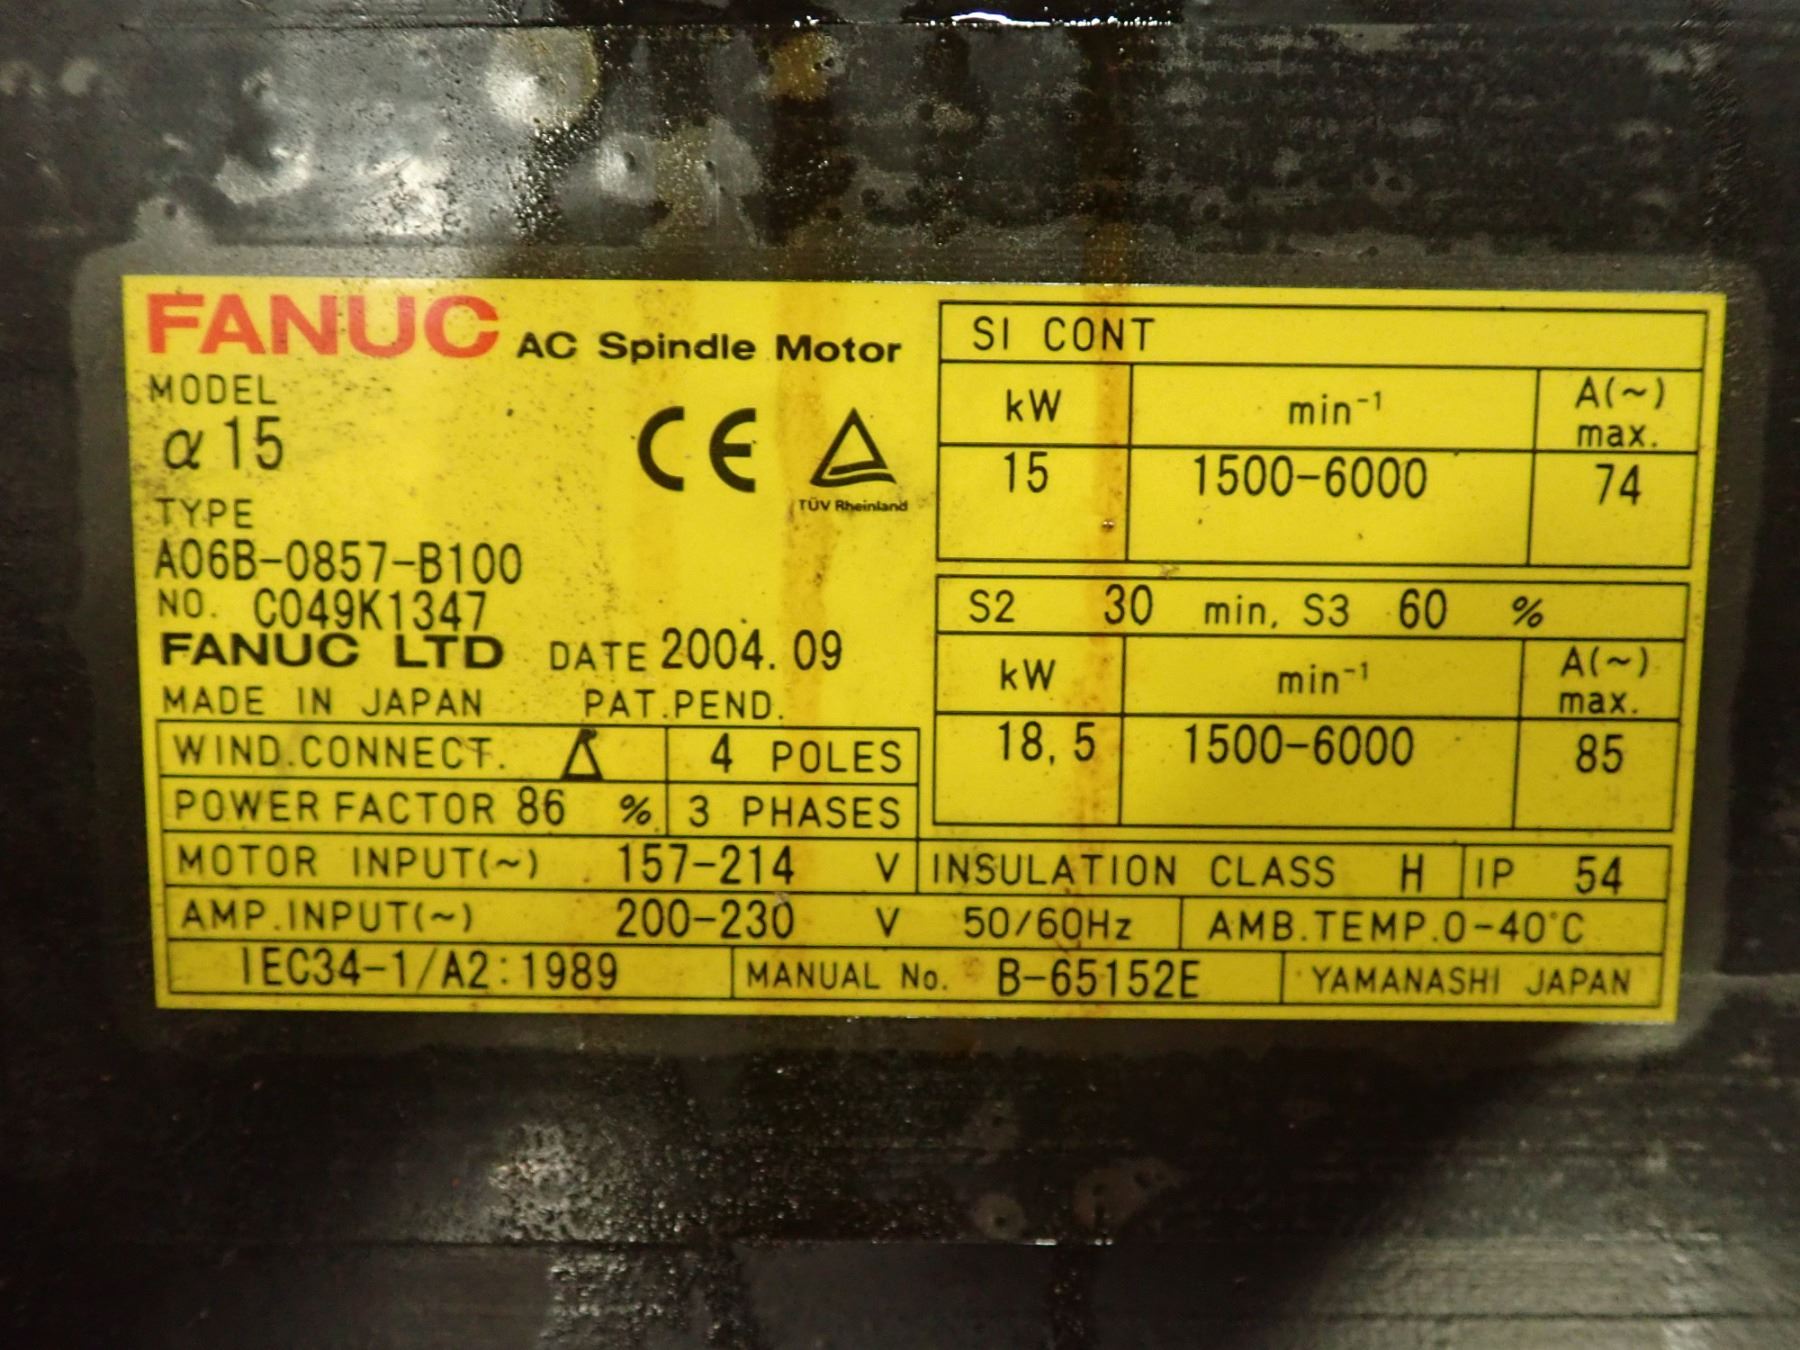 FANUC AC Spindle Motor
MODEL
α15
CE
TÜV Rheinland
TYPE
A06B-0857-B100
NO. C049K1347
FANUC LTD DATE 2004.09
MADE IN JAPAN PAT.PEND.
SI CONT
kW min⁻¹ A(~) max.
15 1500-6000 74
S2 30 min, S3 60 %
kW min⁻¹ A(~) max.
18,5 1500-6000 85
WIND.CONNECT. 4 POLES
POWER FACTOR 86 % 3 PHASES
MOTOR INPUT(~) 157-214 V INSULATION CLASS H IP 54
AMP.INPUT(~) 200-230 V 50/60Hz AMB.TEMP.0-40°C
IEC34-1/A2:1989 MANUAL No. B-65152E YAMANASHI JAPAN